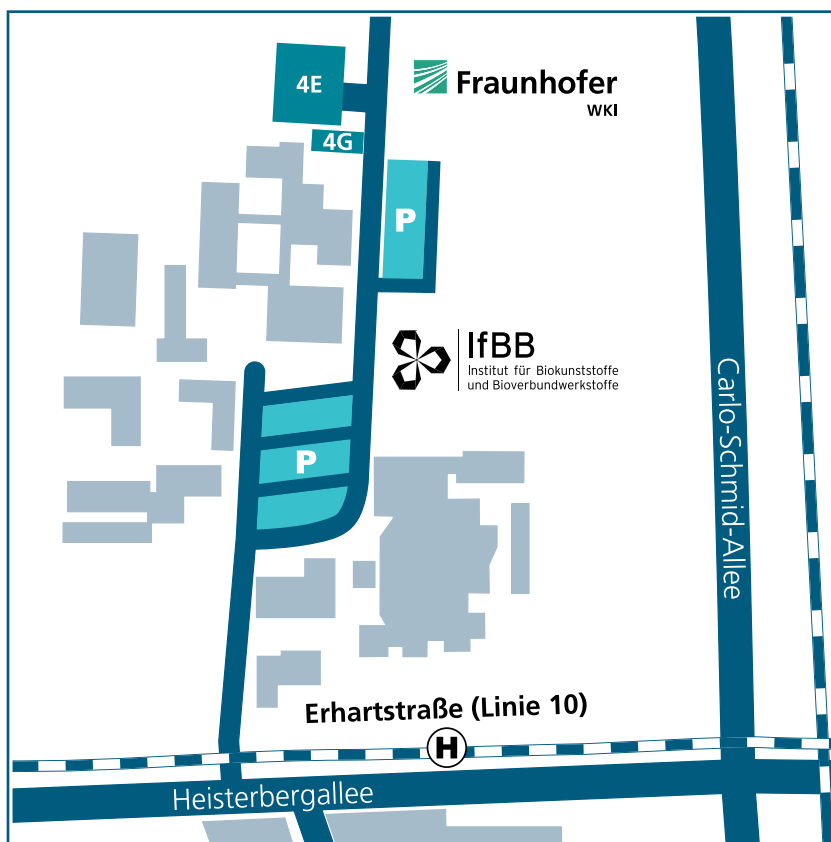 4E
Fraunhofer
WKI
4G
P
IfBB
Institut für Biokunststoffe
und Bioverbundwerkstoffe
Carlo-Schmid-Allee
P
Erhartstraße (Linie 10)
H
Heisterbergallee